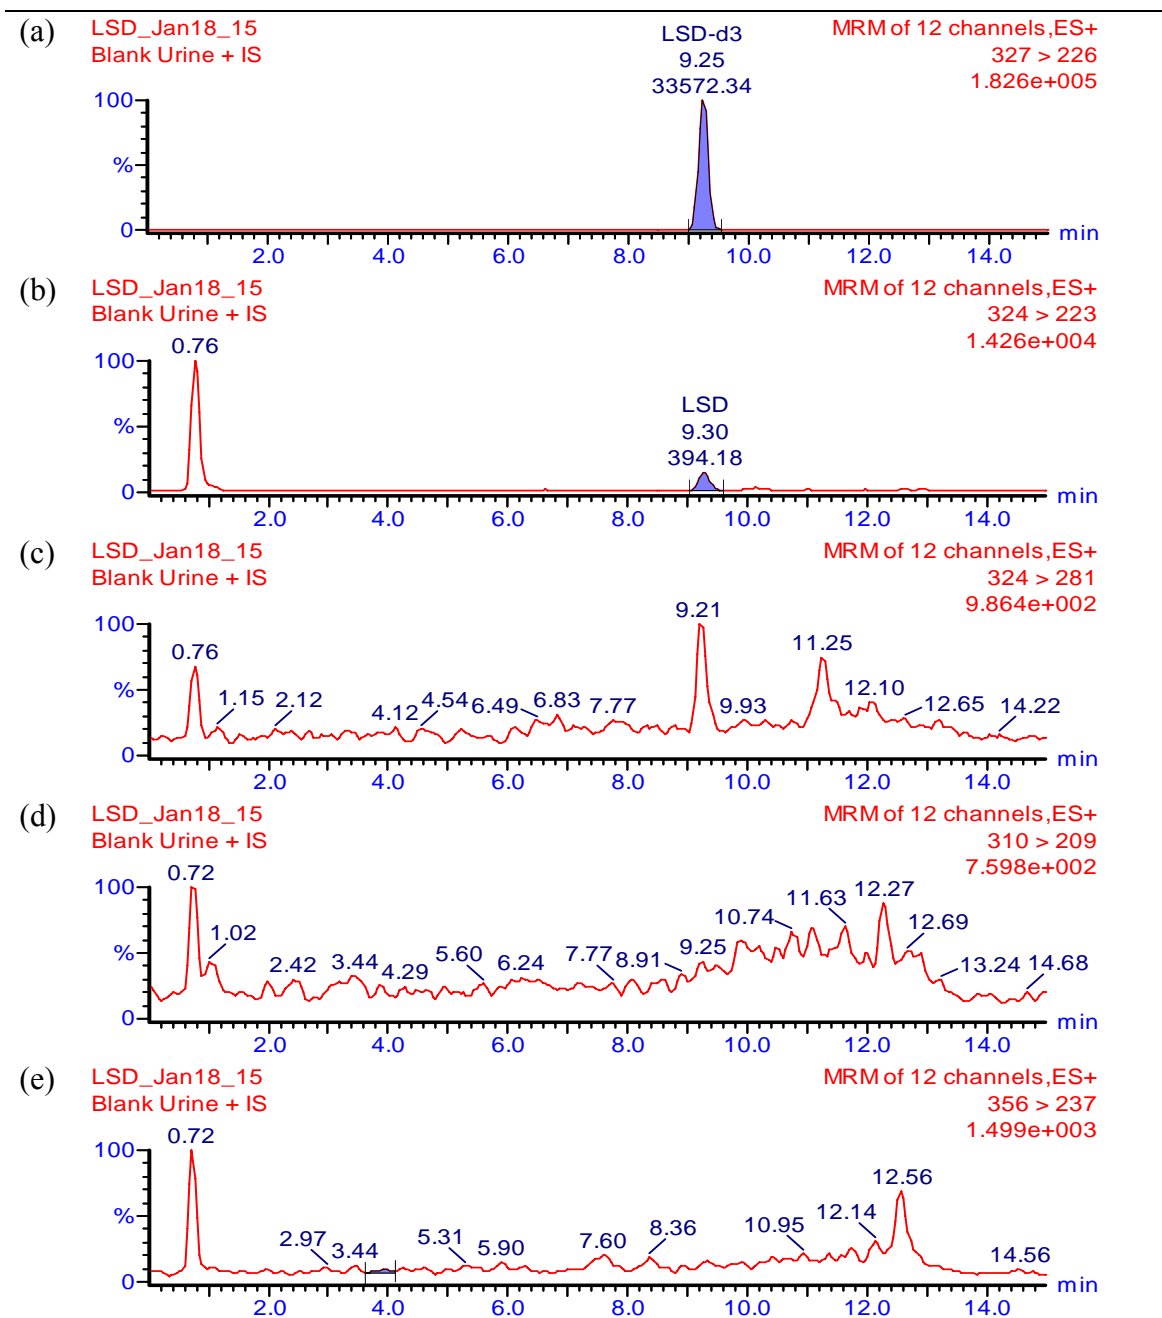 (a)
LSD_Jan18_15
Blank Urine + IS
LSD-d3
9.25
33572.34
MRM of 12 channels,ES+
327 > 226
1.826e+005
100
%
0
2.0 4.0 6.0 8.0 10.0 12.0 14.0 min
(b)
LSD_Jan18_15
Blank Urine + IS
MRM of 12 channels,ES+
324 > 223
1.426e+004
0.76
LSD
9.30
394.18
100
%
0
2.0 4.0 6.0 8.0 10.0 12.0 14.0 min
(c)
LSD_Jan18_15
Blank Urine + IS
MRM of 12 channels,ES+
324 > 281
9.864e+002
100
%
0
0.76 1.15 2.12 4.12 4.54 6.49 6.83 7.77 9.21 9.93 11.25 12.10 12.65 14.22
2.0 4.0 6.0 8.0 10.0 12.0 14.0 min
(d)
LSD_Jan18_15
Blank Urine + IS
MRM of 12 channels,ES+
310 > 209
7.598e+002
100
%
0
0.72 1.02 2.42 3.44 4.29 5.60 6.24 7.77 8.91 9.25 10.74 11.63 12.27 12.69 13.24 14.68
2.0 4.0 6.0 8.0 10.0 12.0 14.0 min
(e)
LSD_Jan18_15
Blank Urine + IS
MRM of 12 channels,ES+
356 > 237
1.499e+003
100
%
0
0.72 2.97 3.44 5.31 5.90 7.60 8.36 10.95 12.14 12.56 14.56
2.0 4.0 6.0 8.0 10.0 12.0 14.0 min